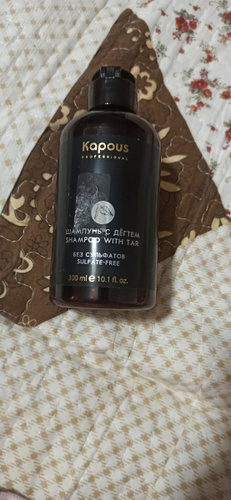 Kapous
PROFESSIONAL
ШАМПУНЬ С ДЁГТЕМ
SHAMPOO WITH TAR
БЕЗ СУЛЬФАТОВ
SULFATE-FREE
300 ml e 10.1 fl. oz.